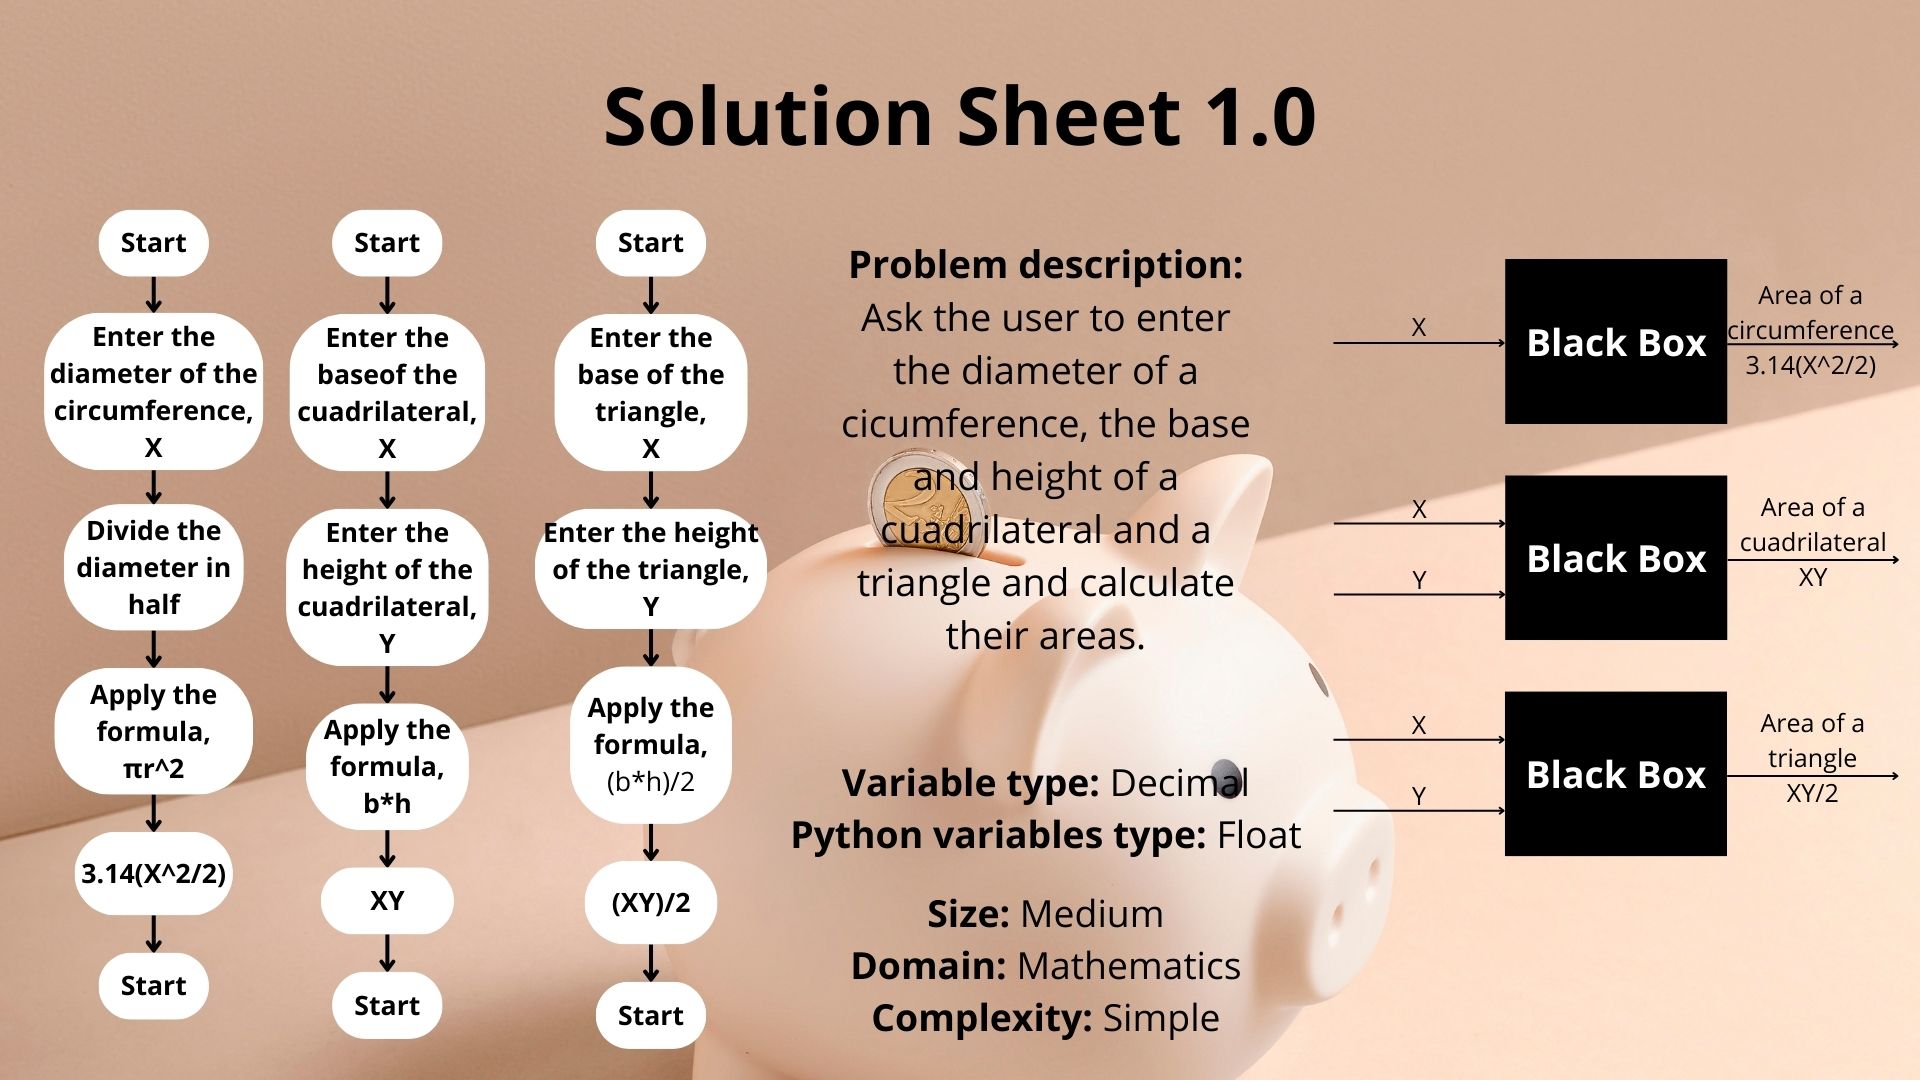 Solution Sheet 1.0
Start
Enter the
diameter of the
circumference,
X
Divide the
diameter in
half
Apply the
formula,
πr^2
3.14(X^2/2)
Start
Start
Enter the
baseof the
cuadrilateral,
X
Enter the
height of the
cuadrilateral,
Y
Apply the
formula,
b*h
XY
Start
Start
Enter the
base of the
triangle,
X
Enter the height
of the triangle,
Y
Apply the
formula,
(b*h)/2
(XY)/2
Start
Problem description:
Ask the user to enter
the diameter of a
cicumference, the base
and height of a
cuadrilateral and a
triangle and calculate
their areas.
Variable type: Decimal
Python variables type: Float
Size: Medium
Domain: Mathematics
Complexity: Simple
X
Black Box
Area of a
circumference
3.14(X^2/2)
X
Y
Black Box
Area of a
cuadrilateral
XY
X
Y
Black Box
Area of a
triangle
XY/2